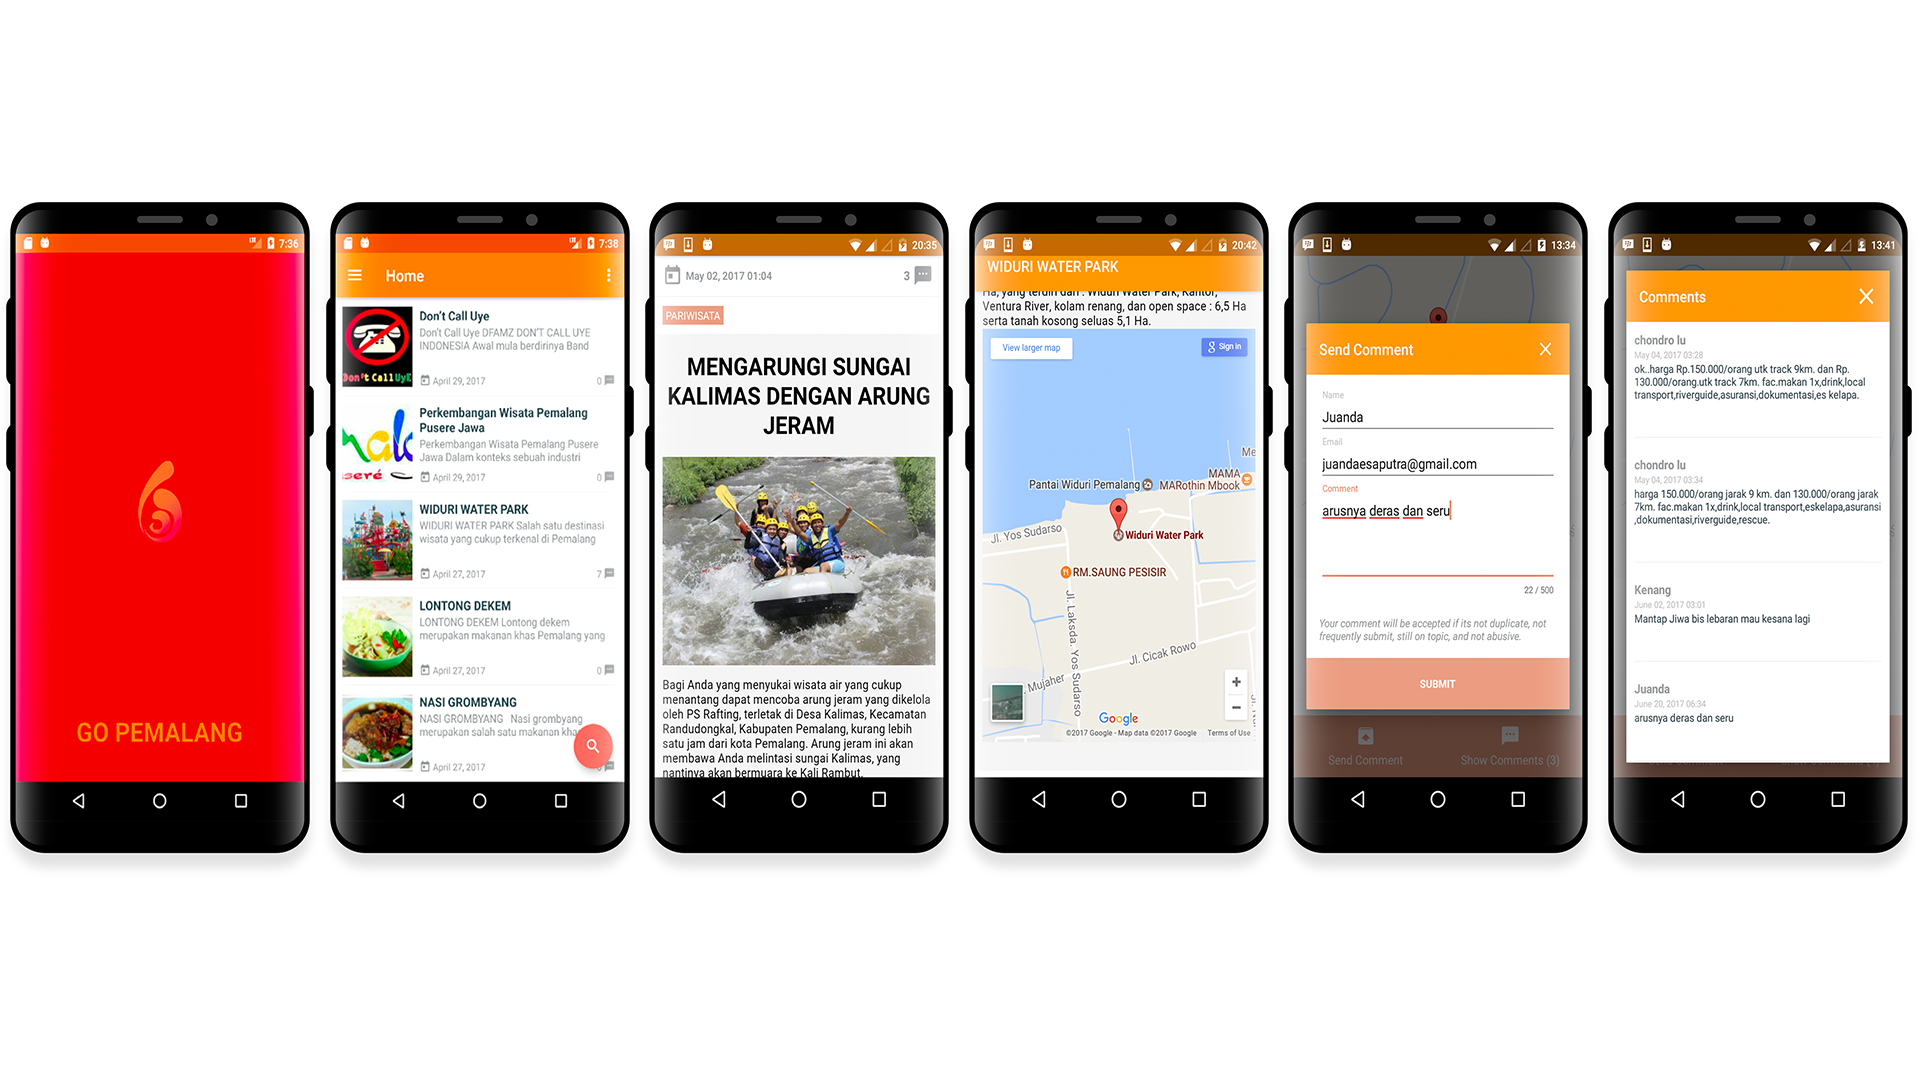 7:36
GO PEMALANG
7:38
Home
Don't Call UyE
Don't Call Uye
Don't Call Uye DFAMZ DON'T CALL UYE
INDONESIA Awal mula berdirinya Band
April 29, 2017
0
Perkembangan Wisata Pemalang
Pusere Jawa
Perkembangan Wisata Pemalang Pusere
Jawa Dalam konteks sebuah industri
April 29, 2017
0
WIDURI WATER PARK
WIDURI WATER PARK Salah satu destinasi
wisata yang cukup terkenal di Pemalang
April 27, 2017
7
LONTONG DEKEM
LONTONG DEKEM Lontong dekem
merupakan makanan khas Pemalang yang
April 27, 2017
0
NASI GROMBYANG
NASI GROMBYANG Nasi grombyang
merupakan salah satu makanan
April 27, 2017
20:35
May 02, 2017 01:04
3
PARIWISATA
MENGARUNGI SUNGAI
KALIMAS DENGAN ARUNG
JERAM
Bagi Anda yang menyukai wisata air yang cukup
menantang dapat mencoba arung jeram yang dikelola
oleh PS Rafting, terletak di Desa Kalimas, Kecamatan
Randudongkal, Kabupaten Pemalang, kurang lebih
satu jam dari kota Pemalang. Arung jeram ini akan
membawa Anda melintasi sungai Kalimas, yang
nantinya akan bermuara ke Kali Rambut.
20:42
WIDURI WATER PARK
Ha, yang terdiri dari : Widuri Water Park, Kantor,
Ventura River, kolam renang, dan open space : 6,5 Ha
serta tanah kosong seluas 5,1 Ha.
View larger map
Sign in
Me
MAMA
Pantai Widuri Pemalang
MARothin Mbook
Jl. Yos Sudarso
Widuri Water Park
RM.SAUNG PESISIR
Jl. Laksda. Yos Sudarso
Jl. Cicak Rowo
Mujaher
Google
©2017 Google - Map data ©2017 Google
Terms of Use
13:34
Send Comment
Name
Juanda
Email
juandaesaputra@gmail.com
Comment
arusnya deras dan seru
22 / 500
Your comment will be accepted if its not duplicate, not
frequently submit, still on topic, and not abusive.
SUBMIT
Send Comment
Show Comments (3)
13:41
Comments
chondro lu
May 04, 2017 03:28
ok..harga Rp.150.000/orang utk track 9km. dan Rp.
130.000/orang.utk track 7km. fac.makan 1x,drink,local
transport,riverguide,asuransi,dokumentasi,es kelapa.
chondro lu
May 04, 2017 03:34
harga 150.000/orang jarak 9 km. dan 130.000/orang jarak
7km. fac.makan 1x,drink,local transport,eskelapa,asuransi
,dokumentasi,riverguide,rescue.
Kenang
June 02, 2017 03:01
Mantap Jiwa bis lebaran mau kesana lagi
Juanda
June 20, 2017 06:34
arusnya deras dan seru